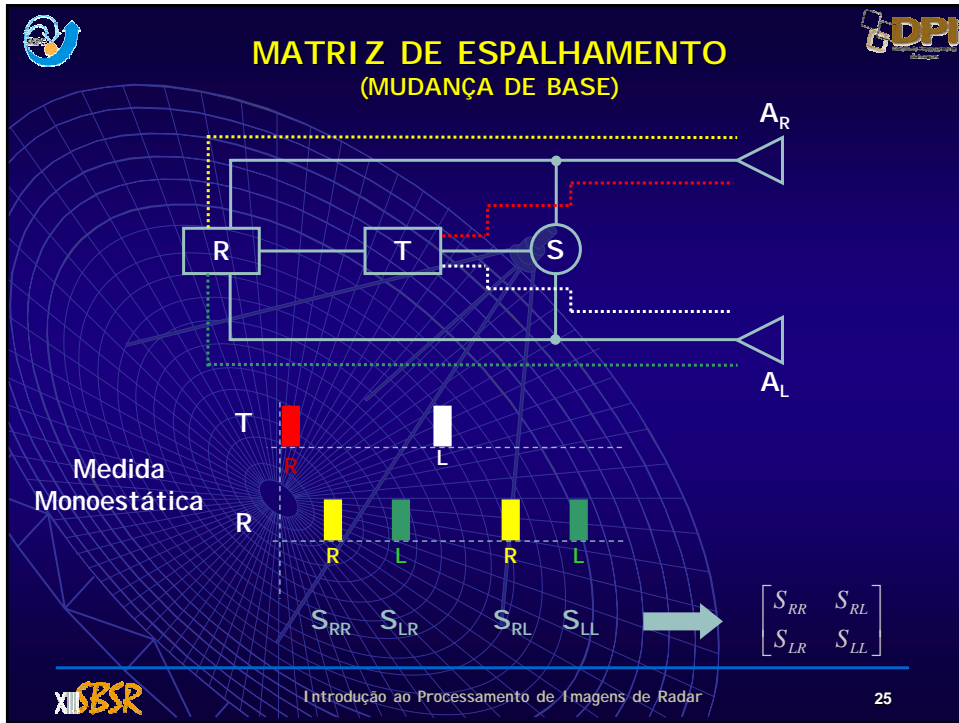 MATRIZ DE ESPALHAMENTO
(MUDANÇA DE BASE)
DPI
A_R
R T S
A_L
T
R L
Medida
Monoestática
R
R L R L
S_RR S_LR S_RL S_LL
S_RR S_RL
S_LR S_LL
XIII SBSR
Introdução ao Processamento de Imagens de Radar
25